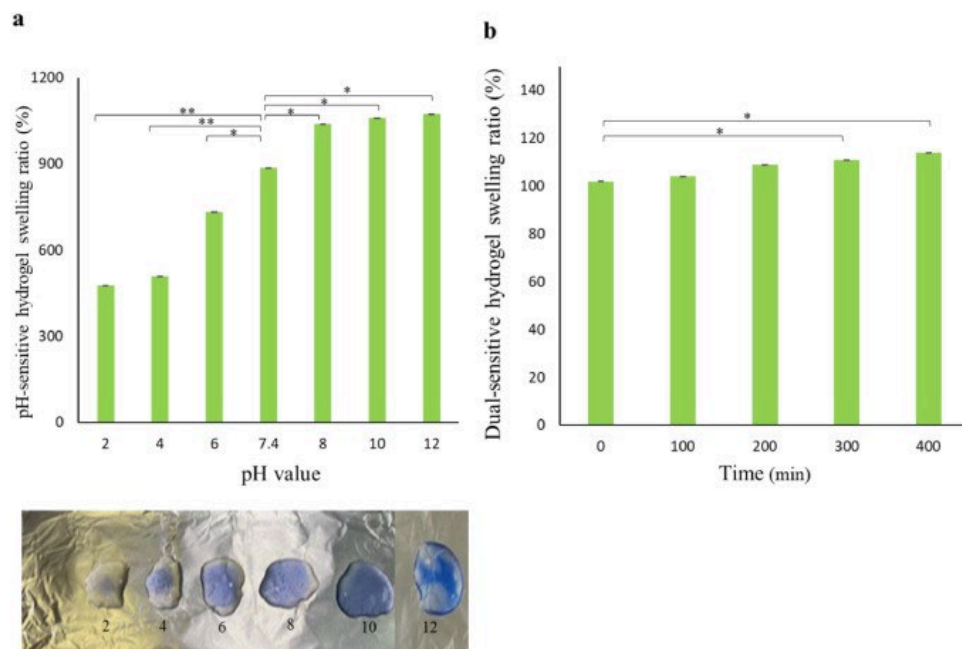 a
pH-sensitive hydrogel swelling ratio (%)
1200
900
600
300
0
**
**
*
*
*
*
2 4 6 7.4 8 10 12
pH value
2 4 6 8 10 12
b
Dual-sensitive hydrogel swelling ratio (%)
140
120
100
80
60
40
20
0
*
*
0 100 200 300 400
Time (min)